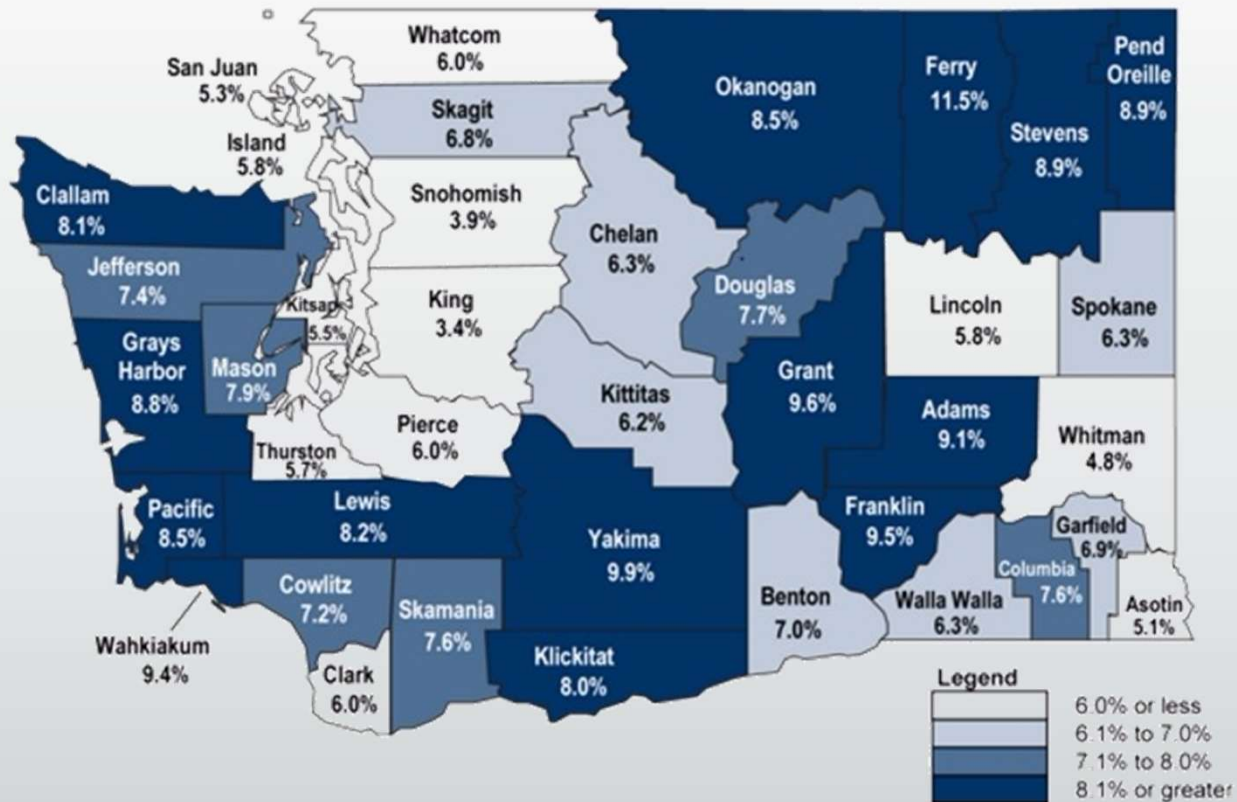 Whatcom
6.0%
San Juan
5.3%
Skagit
6.8%
Island
5.8%
Okanogan
8.5%
Ferry
11.5%
Stevens
8.9%
Pend
Oreille
8.9%
Clallam
8.1%
Snohomish
3.9%
Chelan
6.3%
Jefferson
7.4%
Kitsap
5.5%
King
3.4%
Douglas
7.7%
Lincoln
5.8%
Spokane
6.3%
Grays
Harbor
8.8%
Mason
7.9%
Kittitas
6.2%
Grant
9.6%
Adams
9.1%
Whitman
4.8%
Thurston
5.7%
Pierce
6.0%
Pacific
8.5%
Lewis
8.2%
Yakima
9.9%
Franklin
9.5%
Garfield
6.9%
Columbia
7.6%
Cowlitz
7.2%
Skamania
7.6%
Benton
7.0%
Walla Walla
6.3%
Asotin
5.1%
Wahkiakum
9.4%
Clark
6.0%
Klickitat
8.0%
Legend
6.0% or less
6.1% to 7.0%
7.1% to 8.0%
8.1% or greater